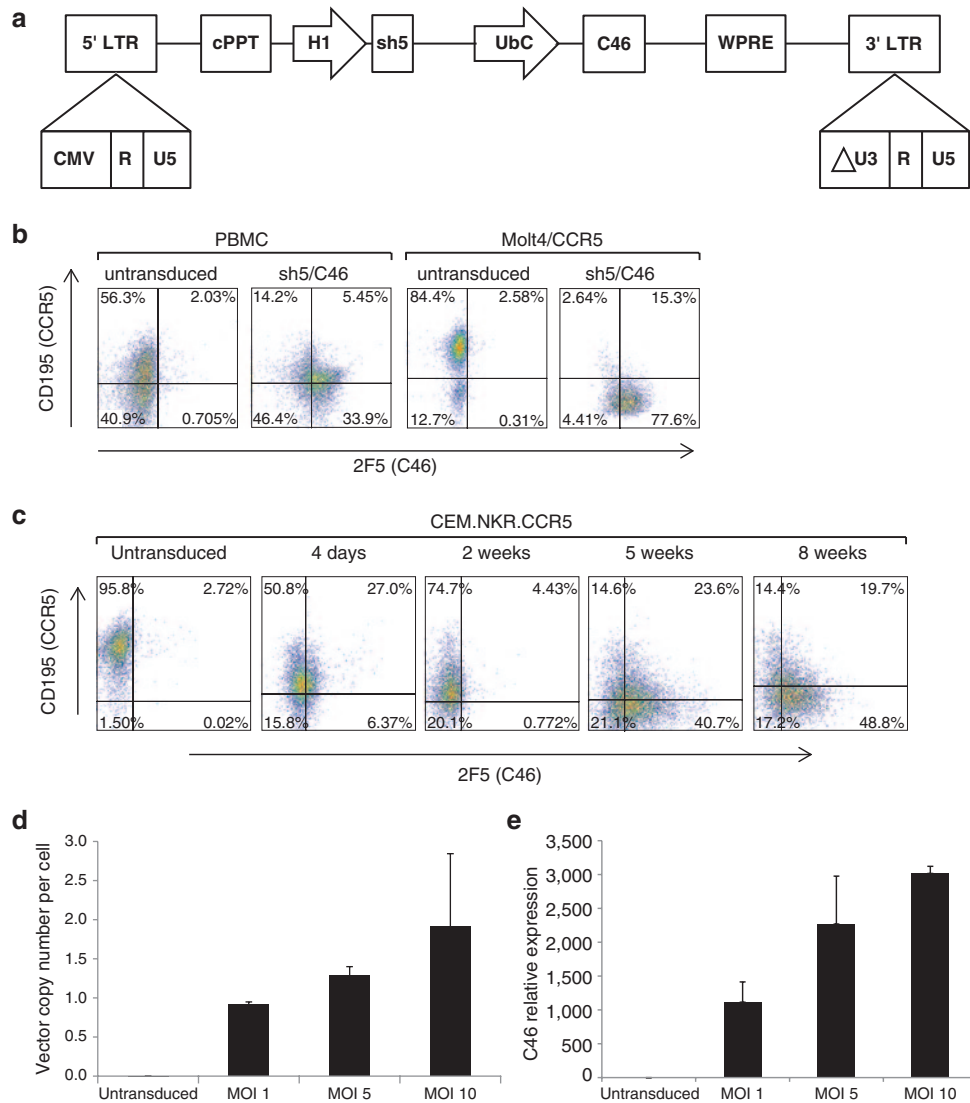 a
5' LTR cPPT H1 sh5 UbC C46 WPRE 3' LTR
CMV R U5 △U3 R U5
b
PBMC Molt4/CCR5
untransduced sh5/C46 untransduced sh5/C46
CD195 (CCR5)
56.3% 2.03% 14.2% 5.45% 84.4% 2.58% 2.64% 15.3%
40.9% 0.705% 46.4% 33.9% 12.7% 0.31% 4.41% 77.6%
2F5 (C46)
c
CEM.NKR.CCR5
Untransduced 4 days 2 weeks 5 weeks 8 weeks
CD195 (CCR5)
95.8% 2.72% 50.8% 27.0% 74.7% 4.43% 14.6% 23.6% 14.4% 19.7%
1.50% 0.02% 15.8% 6.37% 20.1% 0.772% 21.1% 40.7% 17.2% 48.8%
2F5 (C46)
d
Vector copy number per cell
3.0
2.5
2.0
1.5
1.0
0.5
0.0
Untransduced MOI 1 MOI 5 MOI 10
e
C46 relative expression
3,500
3,000
2,500
2,000
1,500
1,000
500
0
Untransduced MOI 1 MOI 5 MOI 10